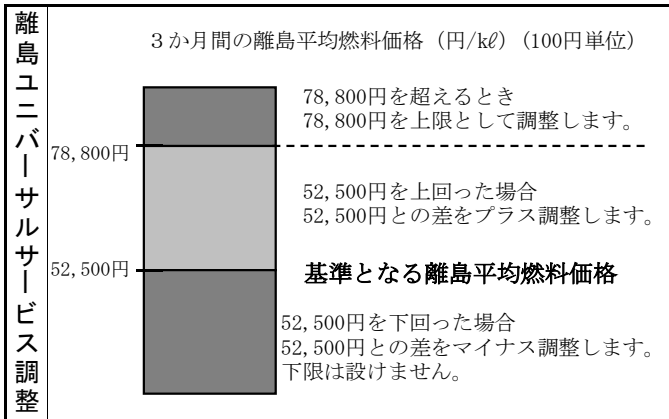 離島ユニバーサルサービス調整
３か月間の離島平均燃料価格（円/kℓ）（100円単位）
78,800円を超えるとき
78,800円を上限として調整します。
78,800円
52,500円を上回った場合
52,500円との差をプラス調整します。
52,500円
基準となる離島平均燃料価格
52,500円を下回った場合
52,500円との差をマイナス調整します。
下限は設けません。